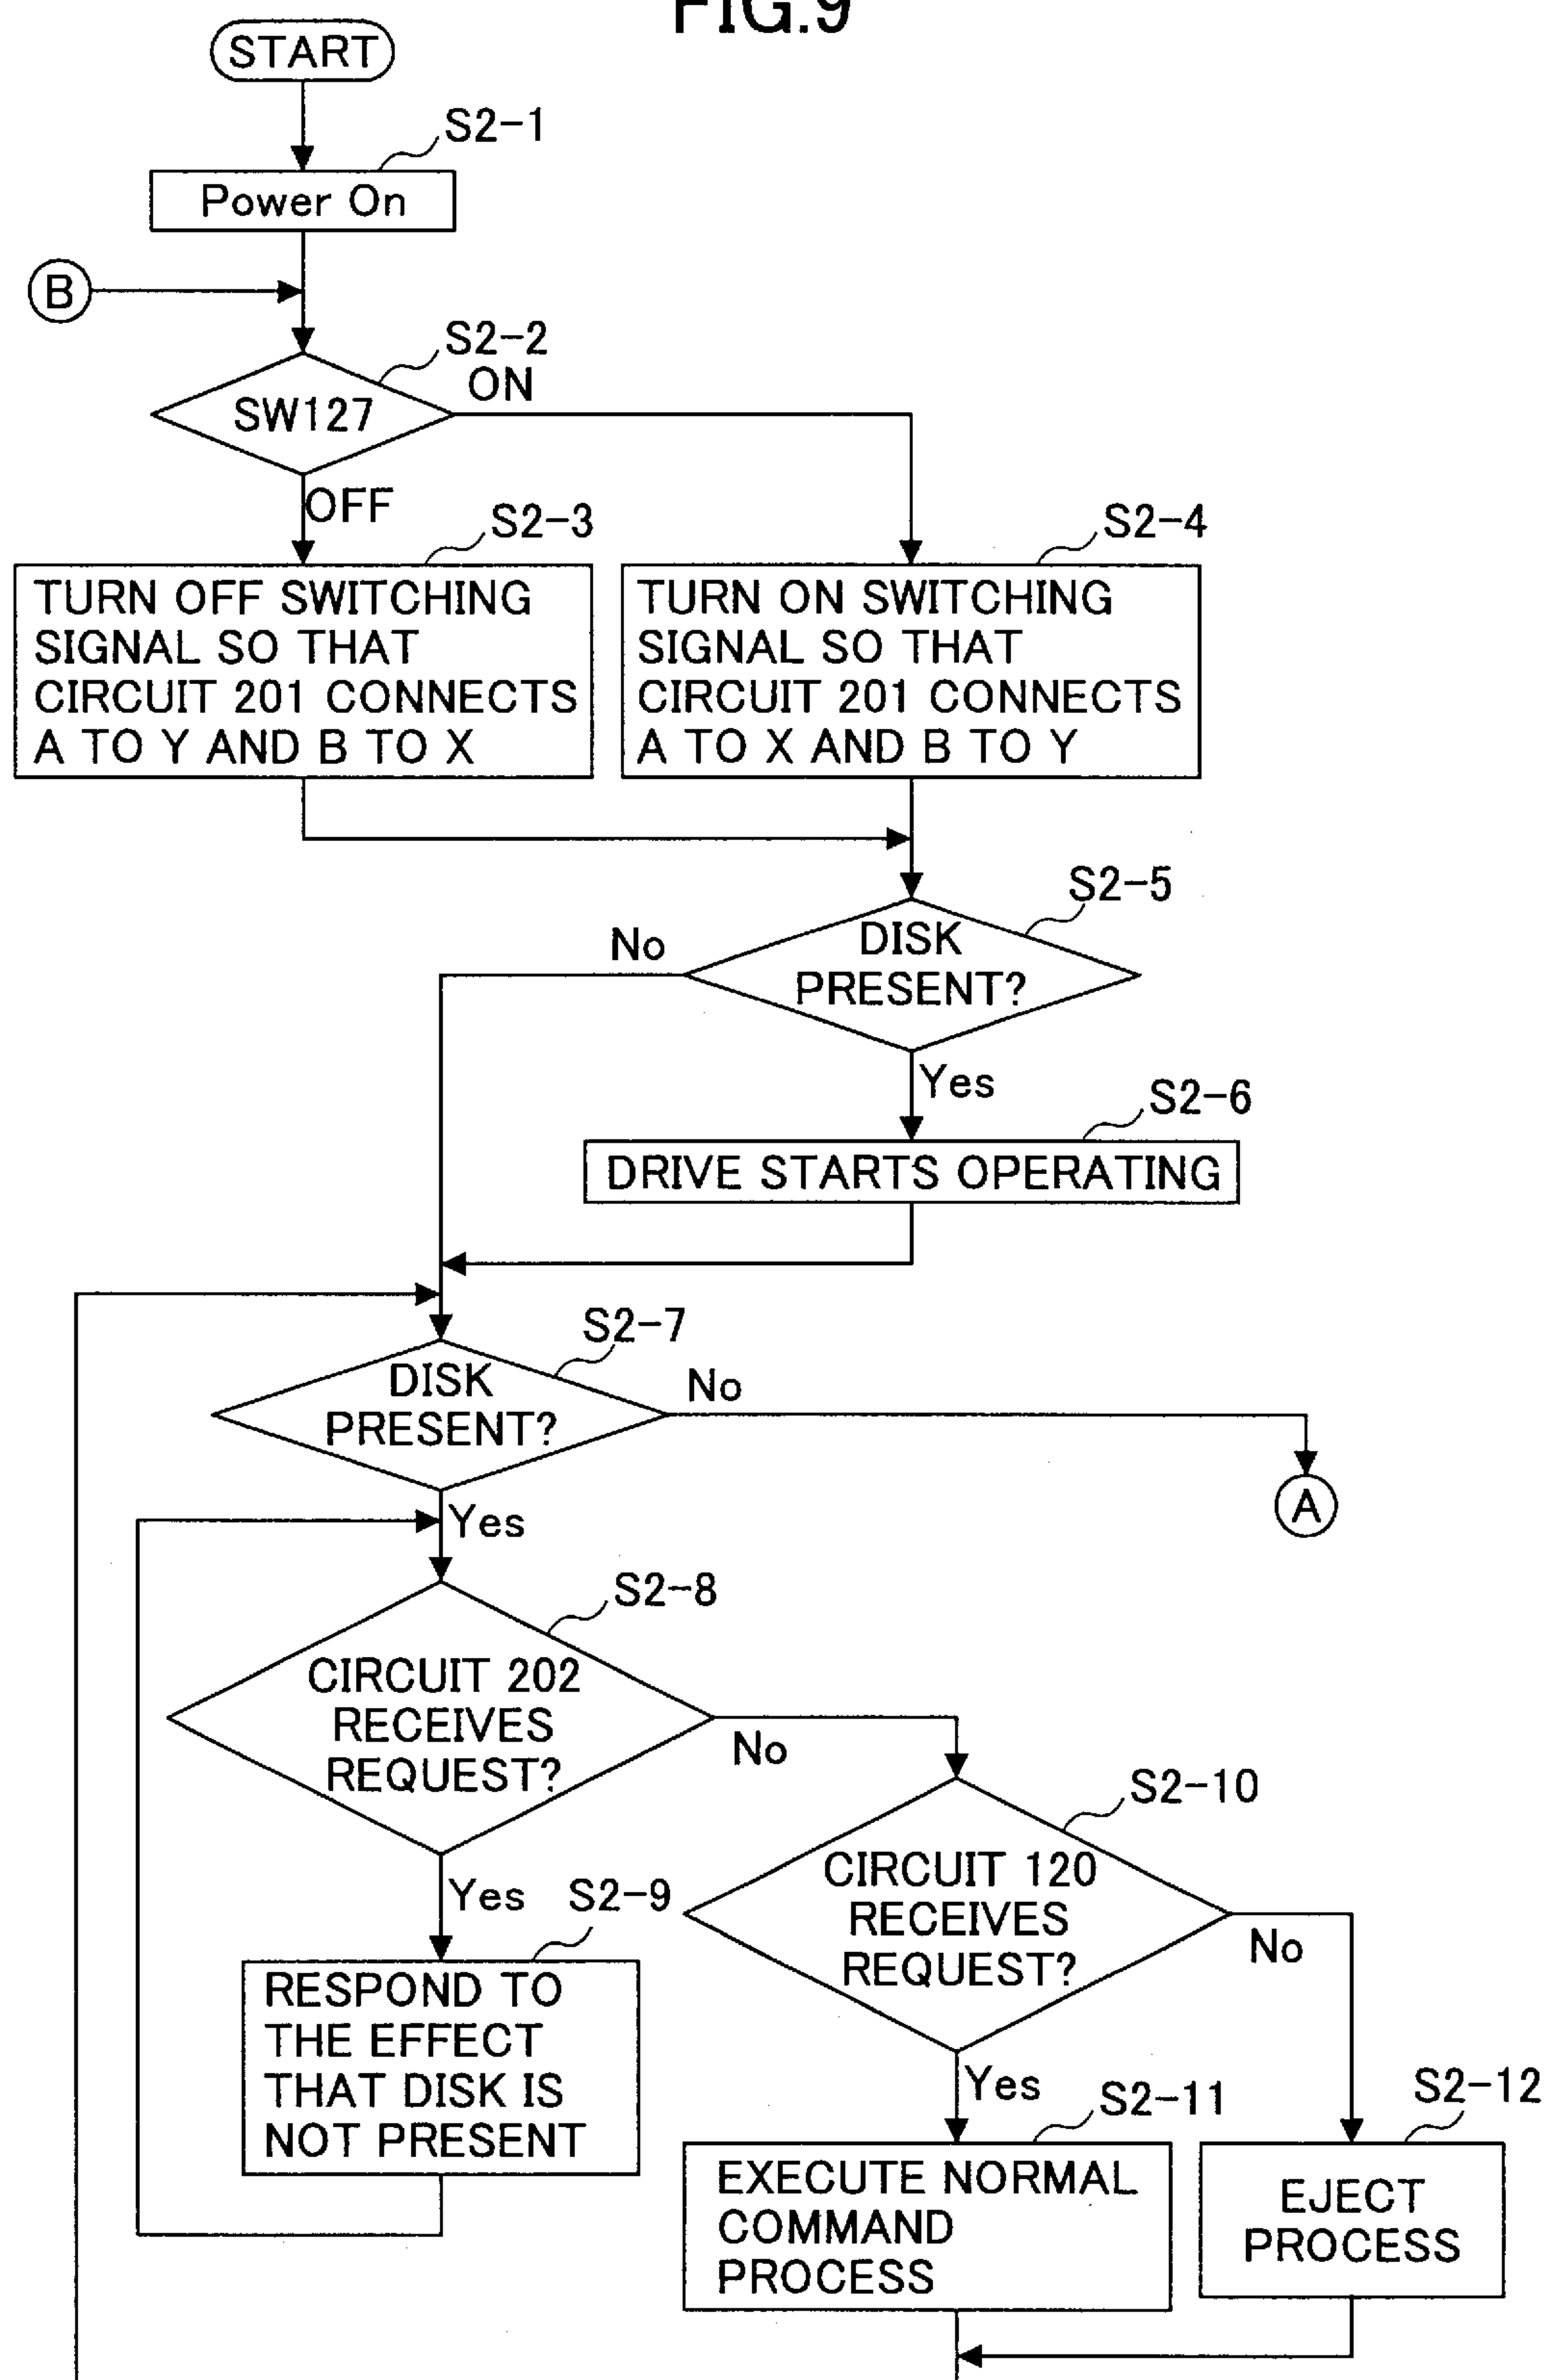 FIG.9
START
S2-1
Power On
B
S2-2
SW127
ON
OFF
S2-3
TURN OFF SWITCHING
SIGNAL SO THAT
CIRCUIT 201 CONNECTS
A TO Y AND B TO X
S2-4
TURN ON SWITCHING
SIGNAL SO THAT
CIRCUIT 201 CONNECTS
A TO X AND B TO Y
S2-5
DISK
PRESENT?
No
Yes
S2-6
DRIVE STARTS OPERATING
S2-7
DISK
PRESENT?
No
A
Yes
S2-8
CIRCUIT 202
RECEIVES
REQUEST?
No
Yes
S2-9
RESPOND TO
THE EFFECT
THAT DISK IS
NOT PRESENT
S2-10
CIRCUIT 120
RECEIVES
REQUEST?
No
Yes
S2-11
EXECUTE NORMAL
COMMAND
PROCESS
S2-12
EJECT
PROCESS